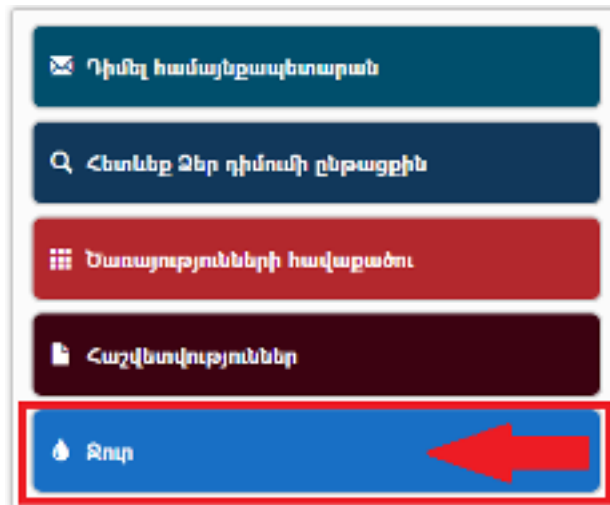 Դիմել համայնքապետարան
Հետևեք Ձեր դիմումի ընթացքին
Ծառայությունների հավաքածու
Հաշվետվություններ
Ջուր